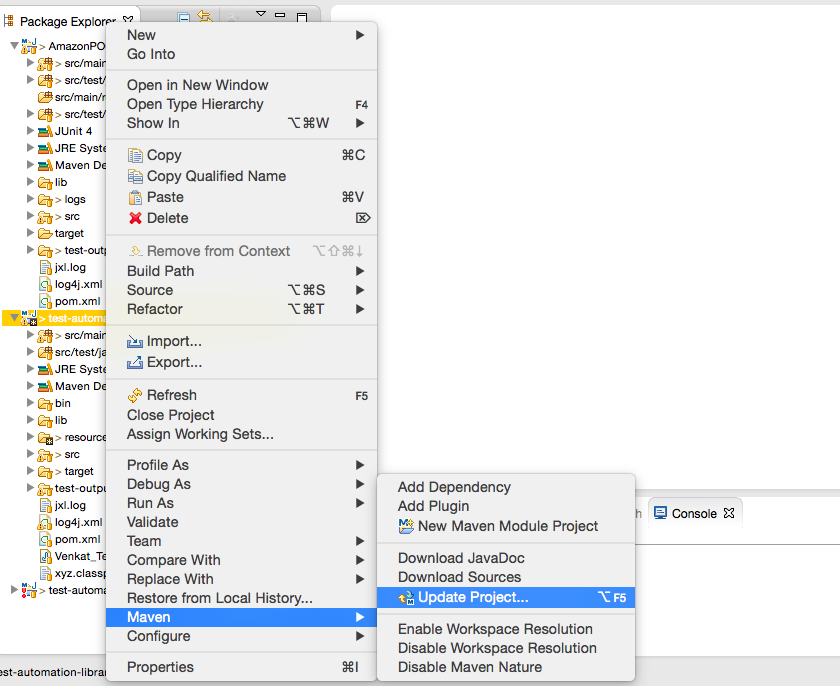 Package Explorer
> AmazonPO
> src/main
> src/test/
src/main/r
> src/test/
JUnit 4
JRE Syste
Maven De
lib
> logs
> src
target
> test-outp
jxl.log
log4j.xml
pom.xml
> test-automa
> src/main
src/test/ja
JRE Syste
Maven De
bin
lib
> resource
> src
> target
test-outpu
jxl.log
log4j.xml
pom.xml
Venkat_Te
xyz.classp
> test-automa
est-automation-librar
New
Go Into
Open in New Window
Open Type Hierarchy F4
Show In ⌥⌘W
Copy ⌘C
Copy Qualified Name
Paste ⌘V
Delete ⌦
Remove from Context ⌥⇧⌘↓
Build Path
Source ⌥⌘S
Refactor ⌥⌘T
Import...
Export...
Refresh F5
Close Project
Assign Working Sets...
Profile As
Debug As
Run As
Validate
Team
Compare With
Replace With
Restore from Local History...
Maven
Configure
Properties ⌘I
Add Dependency
Add Plugin
New Maven Module Project
Download JavaDoc
Download Sources
Update Project... ⌥F5
Enable Workspace Resolution
Disable Workspace Resolution
Disable Maven Nature
h
Console